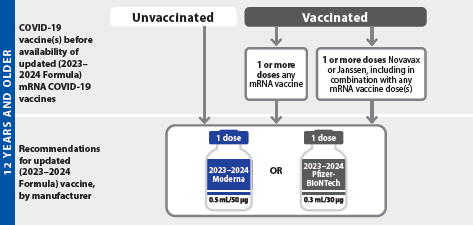 12 YEARS AND OLDER
COVID-19
vaccine(s) before
availability of
updated (2023–
2024 Formula)
mRNA COVID-19
vaccines
Unvaccinated
Vaccinated
1 or more
doses any
mRNA vaccine
1 or more doses Novavax
or Janssen, including in
combination with any
mRNA vaccine dose(s)
Recommendations
for updated
(2023–2024
Formula) vaccine,
by manufacturer
1 dose
2023–2024
Moderna
0.5 mL/50 µg
OR
1 dose
2023–2024
Pfizer-
BioNTech
0.3 mL/30 µg